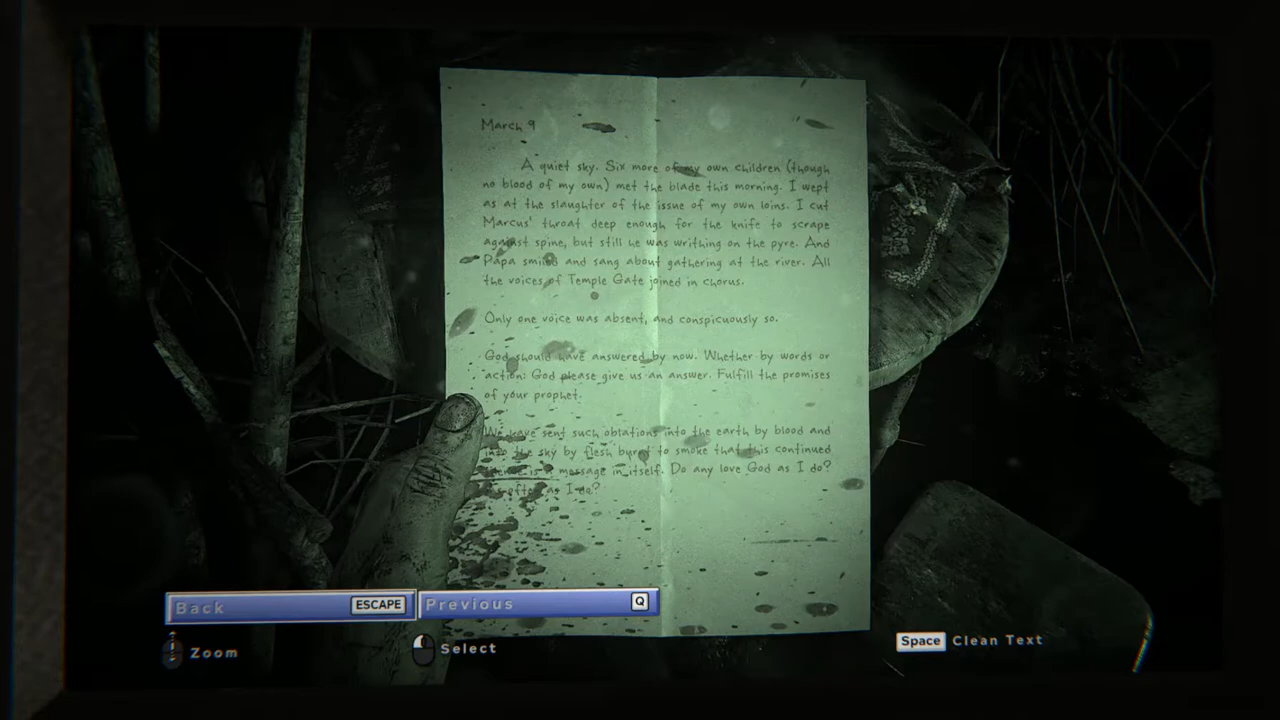 March 9
A quiet sky. Six more of my own children (though
no blood of my own) met the blade this morning. I wept
as at the slaughter of the issue of my own loins. I cut
Marcus' throat deep enough for the knife to scrape
against spine, but still he was writhing on the pyre. And
Papa smiled and sang about gathering at the river. All
the voices of Temple Gate joined in chorus.
Only one voice was absent, and conspicuously so.
God should have answered by now. Whether by words or
action: God please give us an answer. Fulfill the promises
of your prophet.
We have sent such oblations into the earth by blood and
into the sky by flesh burnt to smoke that this continued
is a message in itself. Do any love God as I do?
as I do?
Back ESCAPE Previous Q
Zoom Select Space Clean Text